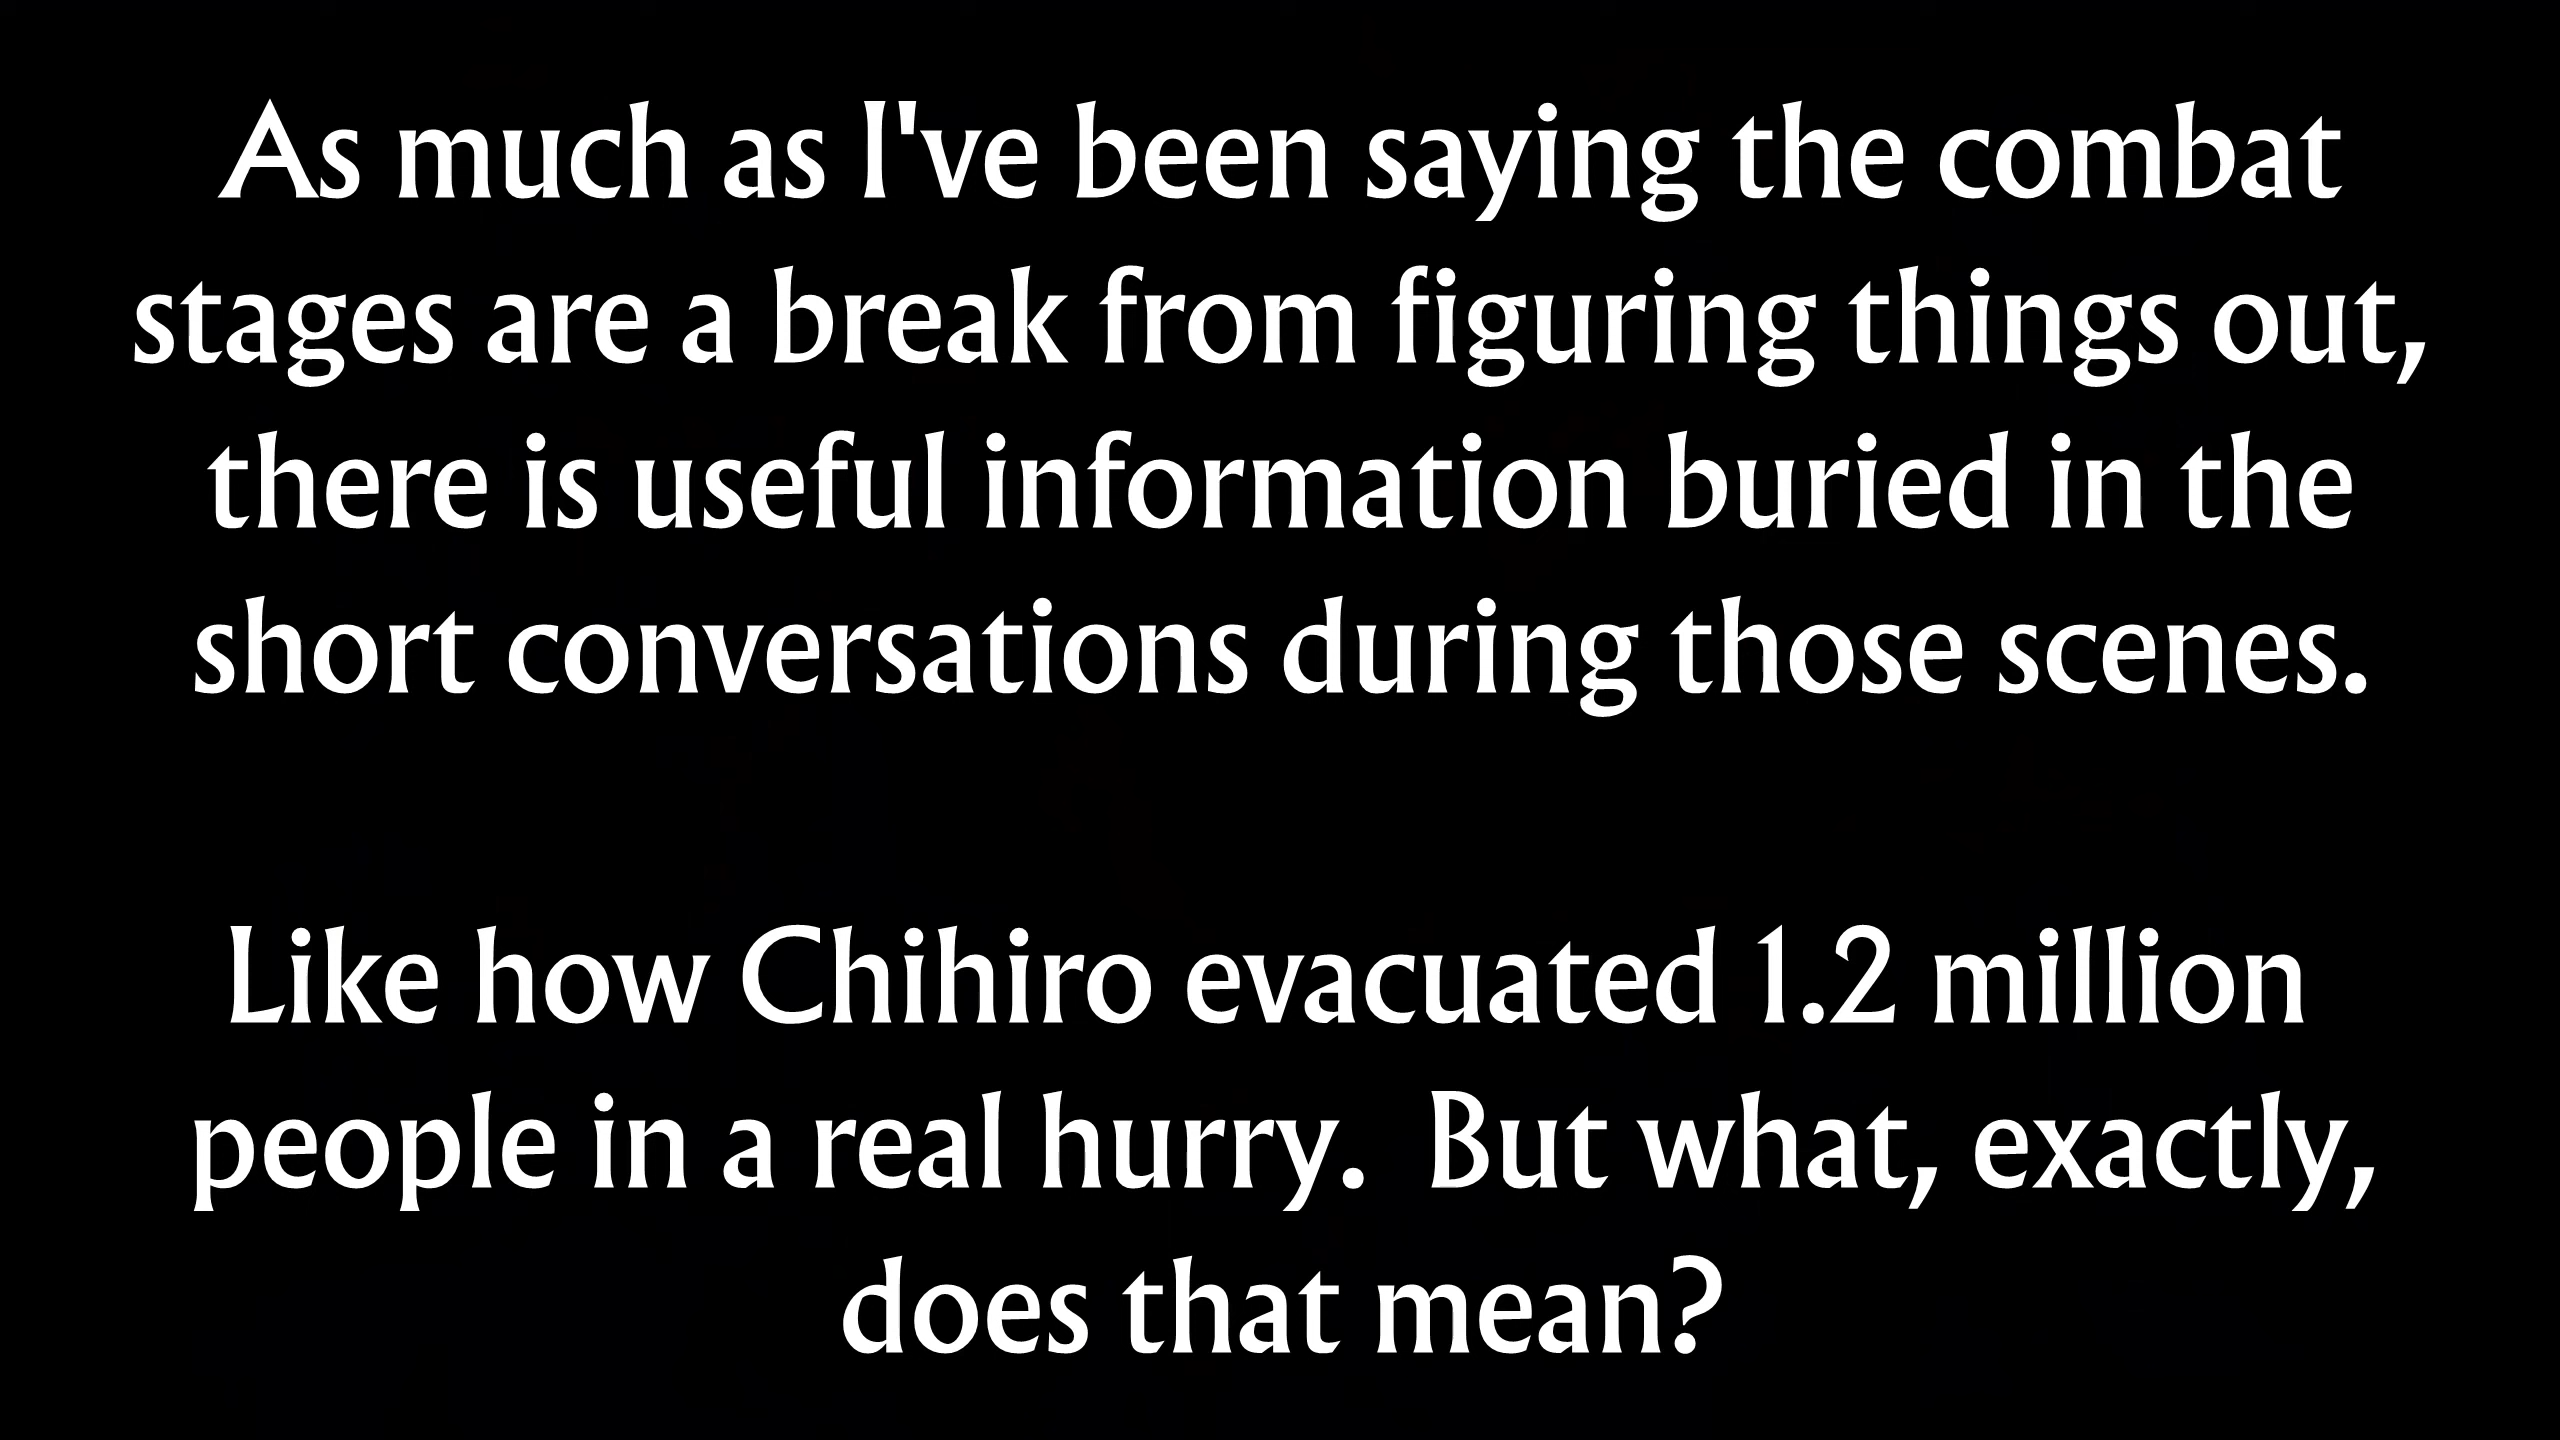 As much as I've been saying the combat
stages are a break from figuring things out,
there is useful information buried in the
short conversations during those scenes.
Like how Chihiro evacuated 1.2 million
people in a real hurry.  But what, exactly,
does that mean?